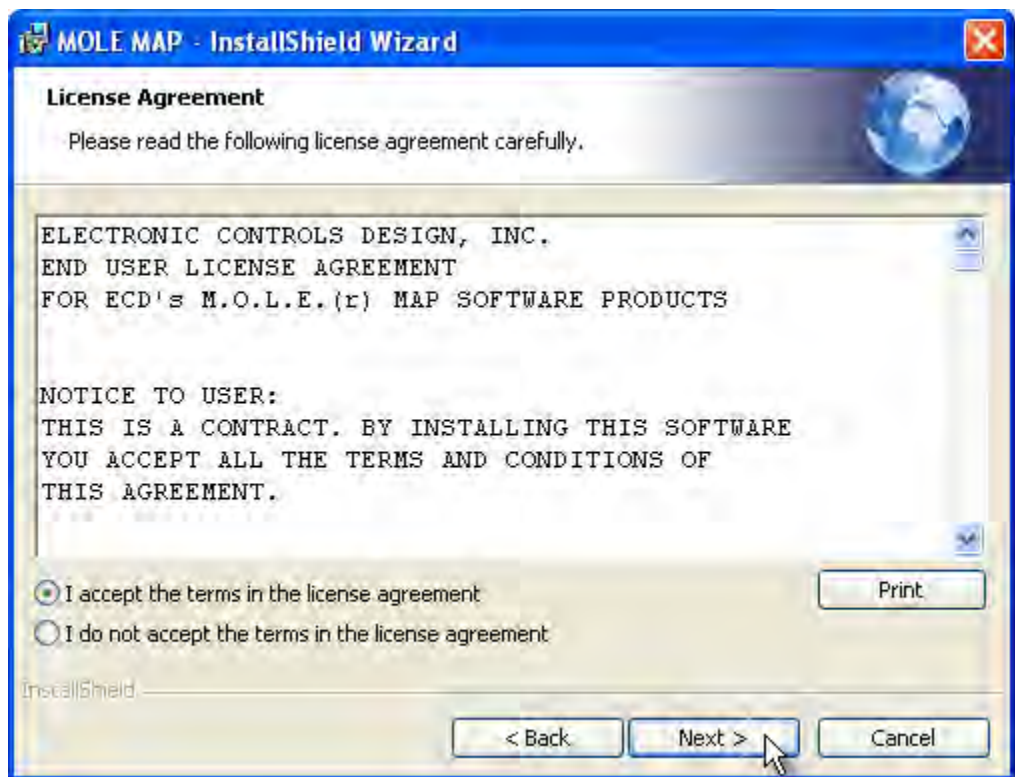 MOLE MAP - InstallShield Wizard
License Agreement
Please read the following license agreement carefully.
ELECTRONIC CONTROLS DESIGN, INC.
END USER LICENSE AGREEMENT
FOR ECD's M.O.L.E.(r) MAP SOFTWARE PRODUCTS
NOTICE TO USER:
THIS IS A CONTRACT. BY INSTALLING THIS SOFTWARE
YOU ACCEPT ALL THE TERMS AND CONDITIONS OF
THIS AGREEMENT.
I accept the terms in the license agreement
Print
I do not accept the terms in the license agreement
InstallShield
< Back
Next >
Cancel